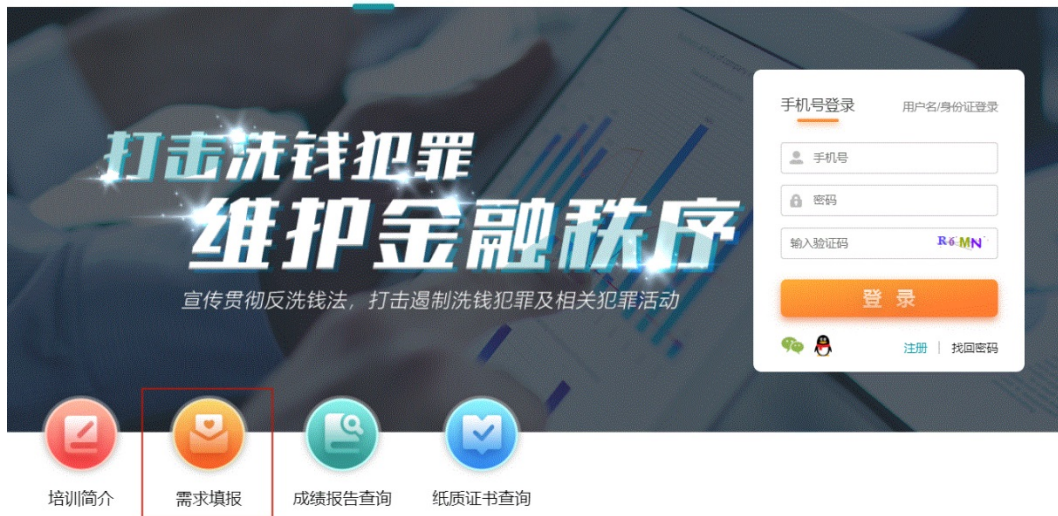 打击洗钱犯罪
维护金融秩序
宣传贯彻反洗钱法，打击遏制洗钱犯罪及相关犯罪活动
手机号登录 用户名/身份证登录
手机号
密码
输入验证码 R6MN
登 录
注册 | 找回密码
培训简介 需求填报 成绩报告查询 纸质证书查询